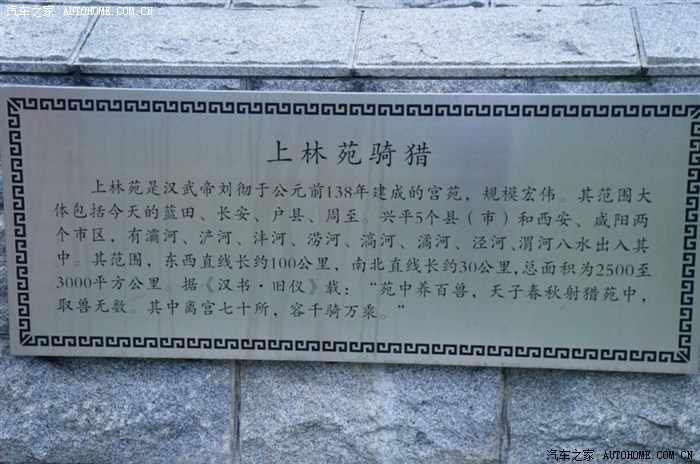 汽车之家 AUTOHOME.COM.CN
上林苑骑猎
上林苑是汉武帝刘彻于公元前138年建成的宫苑，规模宏伟。其范围大
体包括今天的蓝田、长安、户县、周至。兴平5个县（市）和西安、咸阳两
个市区，有灞河、浐河、沣河、涝河、滈河、潏河、泾河、渭河八水出入其
中。其范围，东西直线长约100公里，南北直线长约30公里，总面积为2500至
3000平方公里。据《汉书·旧仪》载：“苑中养百兽，天子春秋射猎苑中，
取兽无数。其中离宫七十所，容千骑万乘。”
汽车之家 AUTOHOME.COM.CN